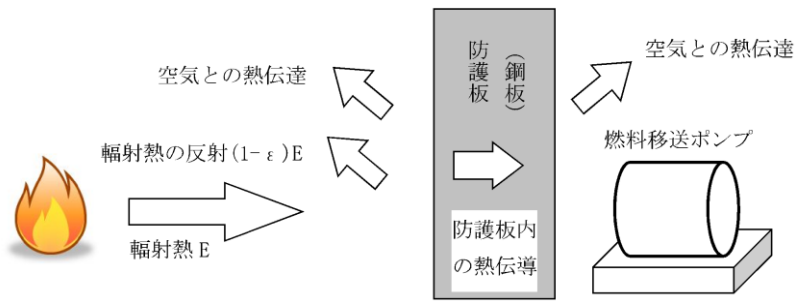 空気との熱伝達
輻射熱の反射(1-ε)E
輻射熱E
防護板
(鋼板)
防護板内
の熱伝導
空気との熱伝達
燃料移送ポンプ